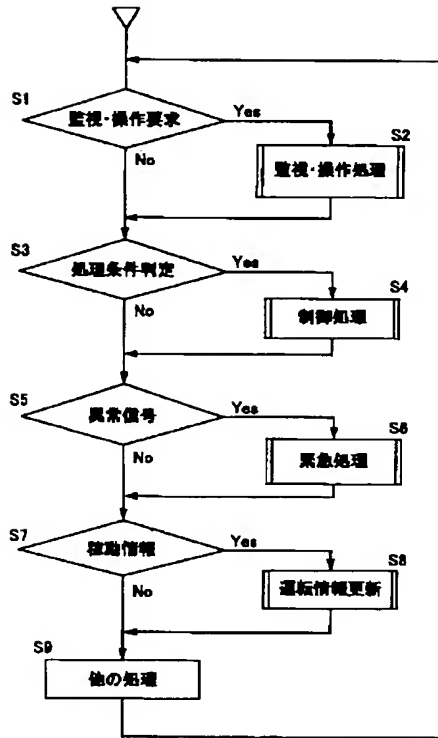 S1
監視・操作要求
Yes
No
S2
監視・操作処理
S3
処理条件判定
Yes
No
S4
制御処理
S5
異常信号
Yes
No
S6
緊急処理
S7
稼動情報
Yes
No
S8
運転情報更新
S9
他の処理